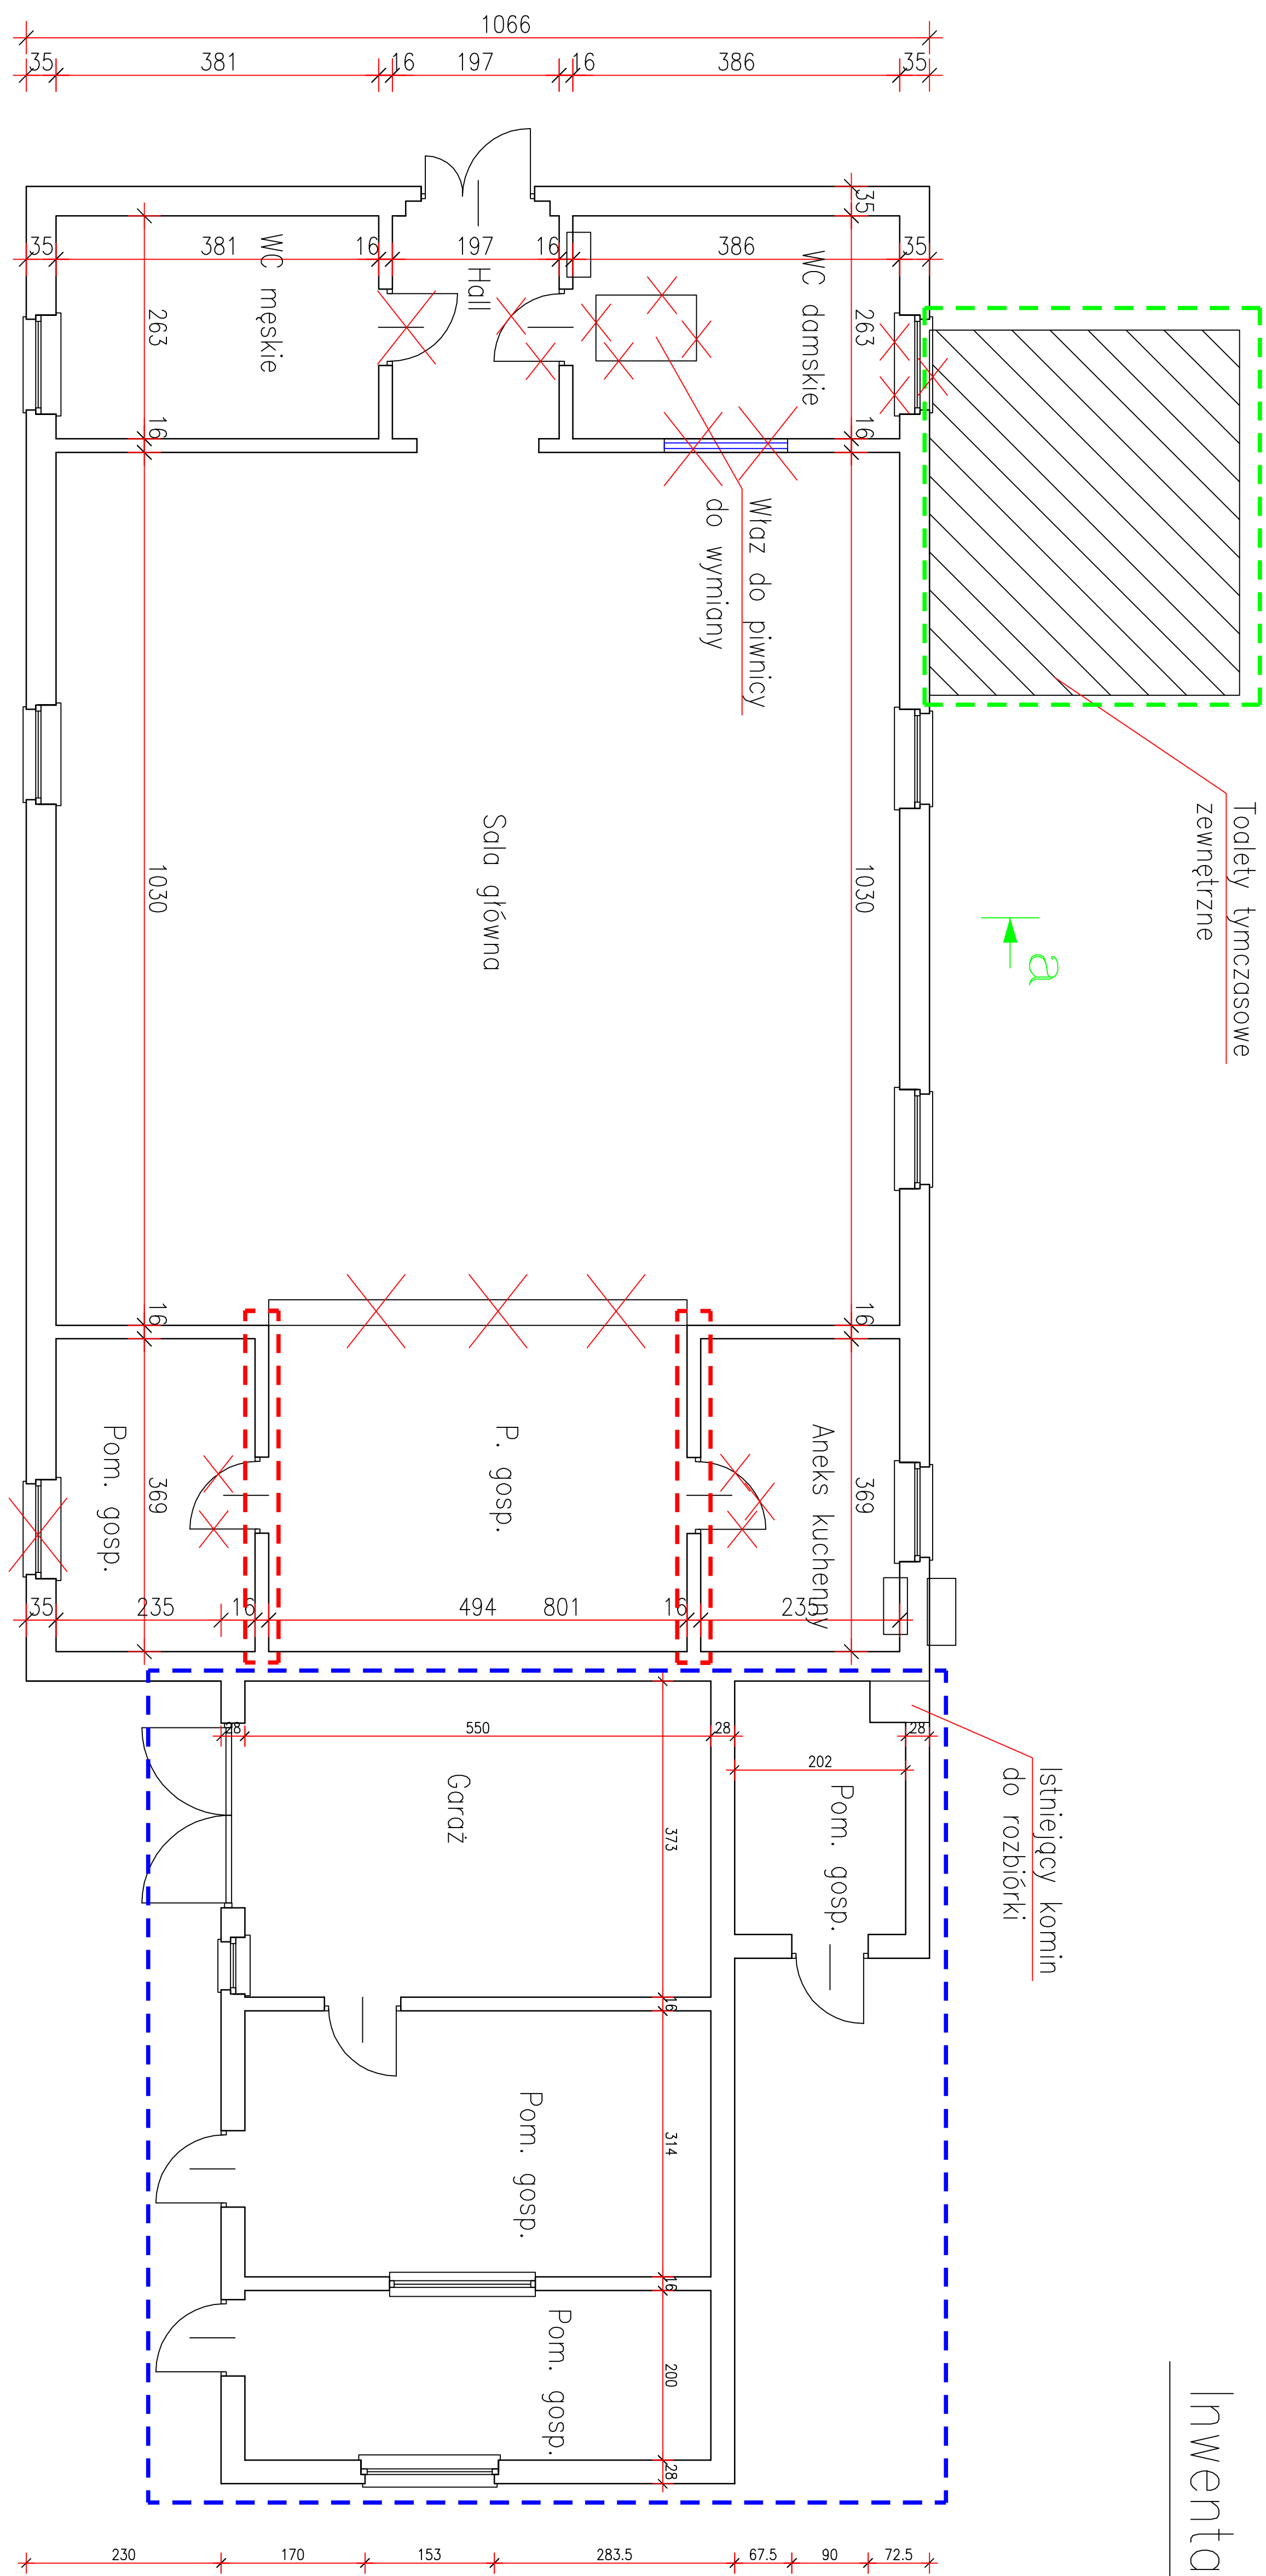 1066
35
381
16
197
16
386
35
35
381
16
197
16
386
35
35
WC męskie
Hall
WC damskie
263
263
16
16
Właz do piwnicy
do wymiany
Toalety tymczasowe
zewnętrzne
a
Sala główna
1030
1030
16
16
Pom. gosp.
P. gosp.
Aneks kuchenny
369
369
35
235
16
494
801
16
235
28
550
28
28
202
Istniejący komin
do rozbiórki
Garaż
373
Pom. gosp.
16
Pom. gosp.
314
16
Pom. gosp.
200
28
Inwenta
230
170
153
283.5
67.5
90
72.5